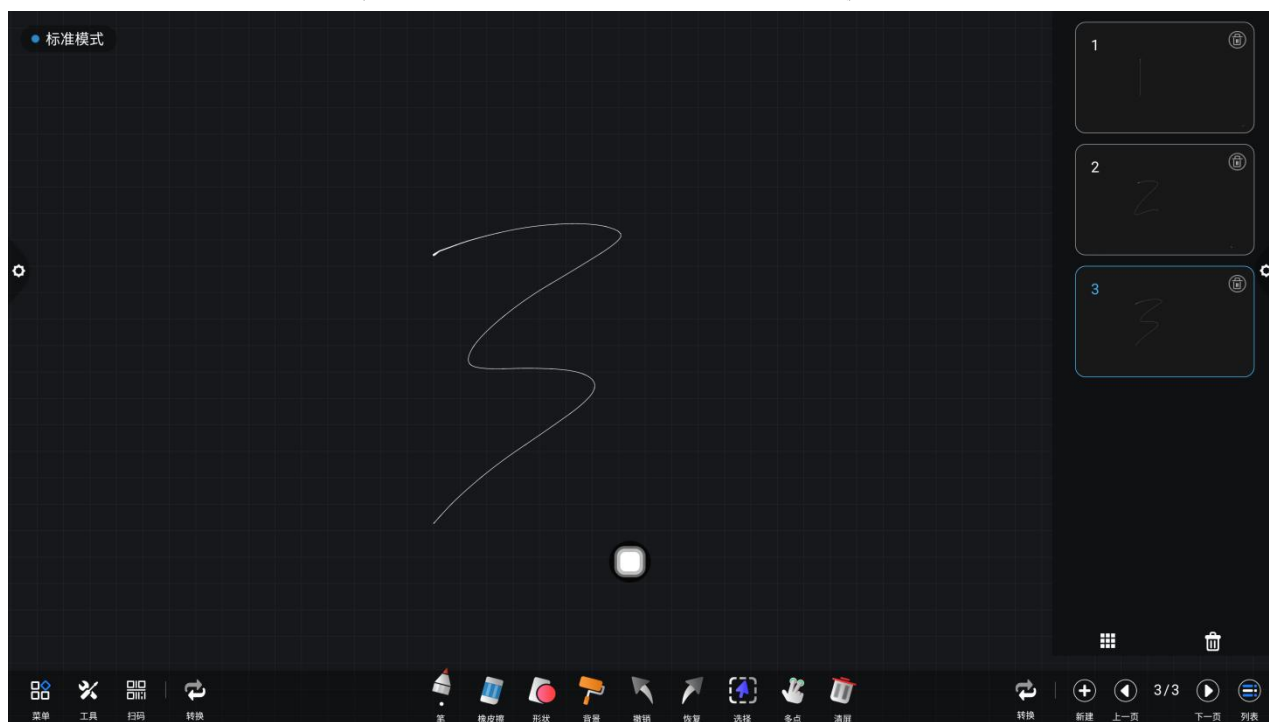 标准模式
3
1
2
3
菜单 工具 扫码 转换 笔 橡皮擦 形状 背景 撤销 恢复 选择 多点 清屏 转换 新建 上一页 3/3 下一页 列表